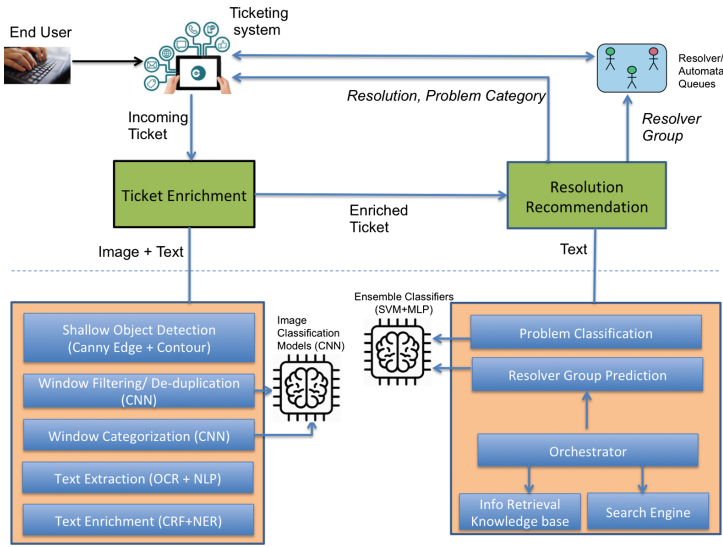 End User
Ticketing
system
Resolver/
Automata
Queues
Resolution, Problem Category
Resolver
Group
Incoming
Ticket
Ticket Enrichment
Enriched
Ticket
Resolution
Recommendation
Image + Text
Text
Shallow Object Detection
(Canny Edge + Contour)
Window Filtering/ De-duplication
(CNN)
Window Categorization (CNN)
Text Extraction (OCR + NLP)
Text Enrichment (CRF+NER)
Image
Classification
Models (CNN)
Ensemble Classifiers
(SVM+MLP)
Problem Classification
Resolver Group Prediction
Orchestrator
Info Retrieval
Knowledge base
Search Engine